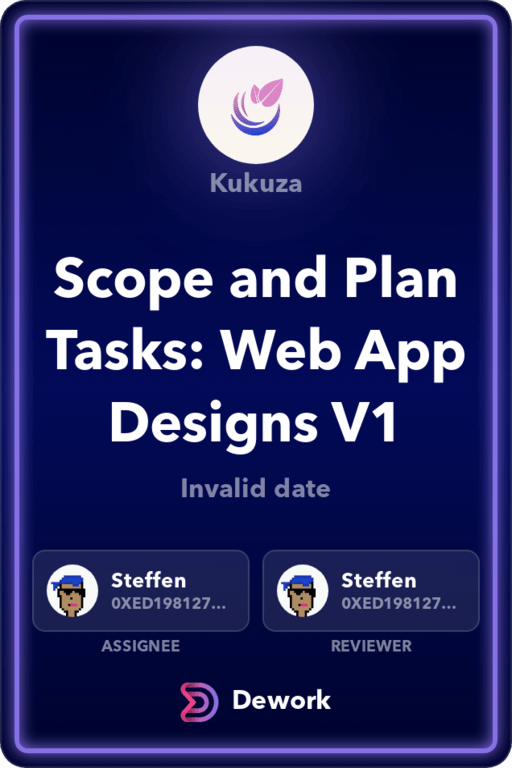 Kukuza
Scope and Plan
Tasks: Web App
Designs V1
Invalid date
Steffen
0XED198127...
ASSIGNEE
Steffen
0XED198127...
REVIEWER
Dework